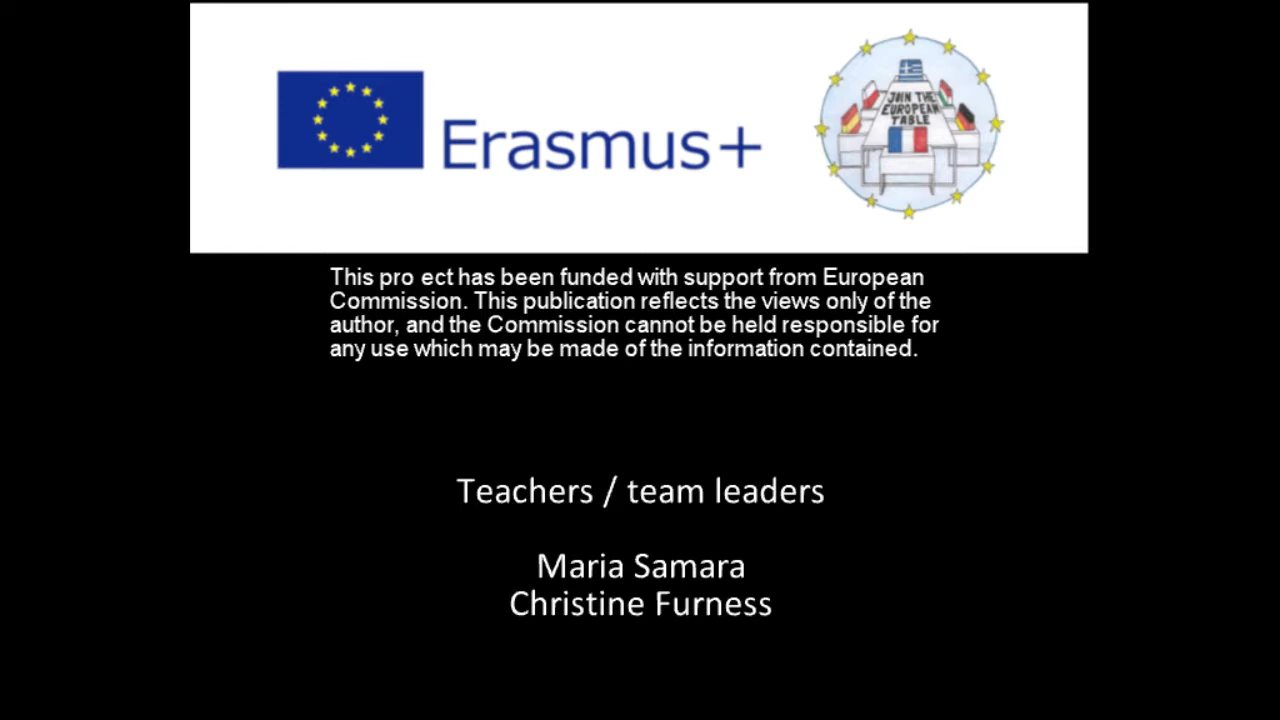 Erasmus+
JOIN THE
EUROPEAN
TABLE
This pro ect has been funded with support from European
Commission. This publication reflects the views only of the
author, and the Commission cannot be held responsible for
any use which may be made of the information contained.
Teachers / team leaders
Maria Samara
Christine Furness